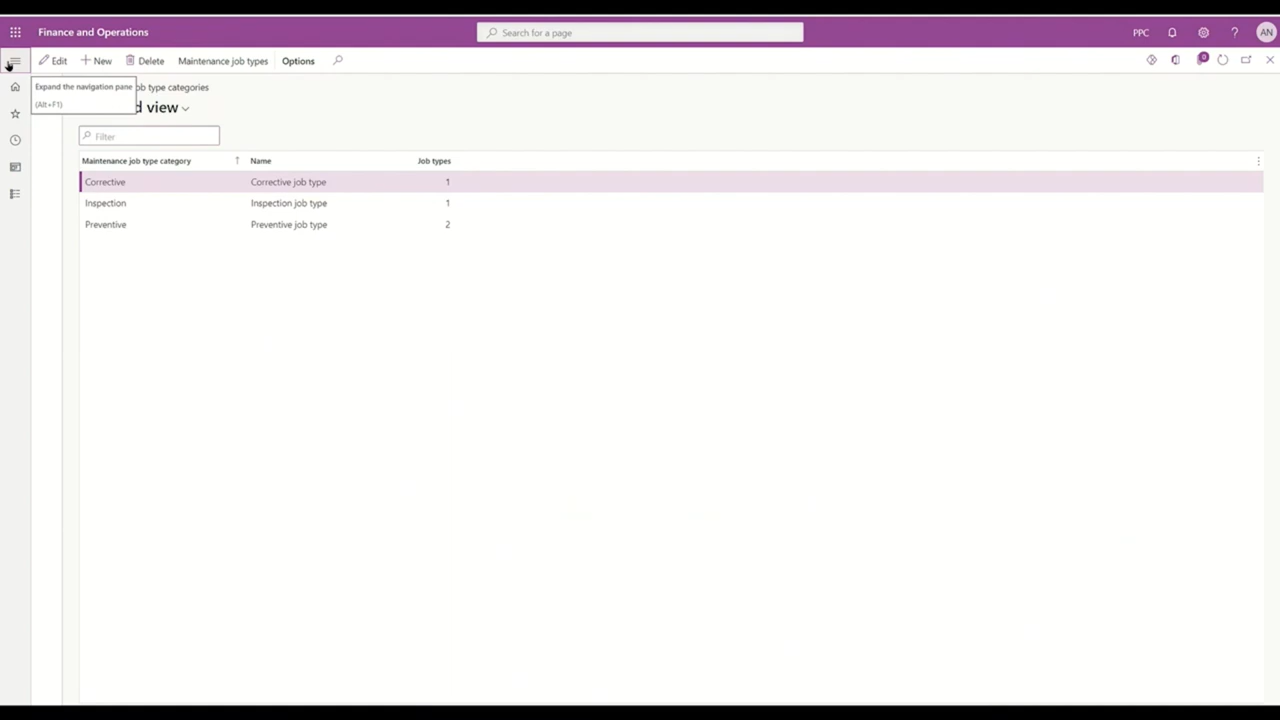 Finance and Operations
Search for a page
PPC
AN
Edit
New
Delete
Maintenance job types
Options
0
Expand the navigation pane
(Alt+F1)
ob type categories
d view
Filter
Maintenance job type category Name Job types
Corrective Corrective job type 1
Inspection Inspection job type 1
Preventive Preventive job type 2